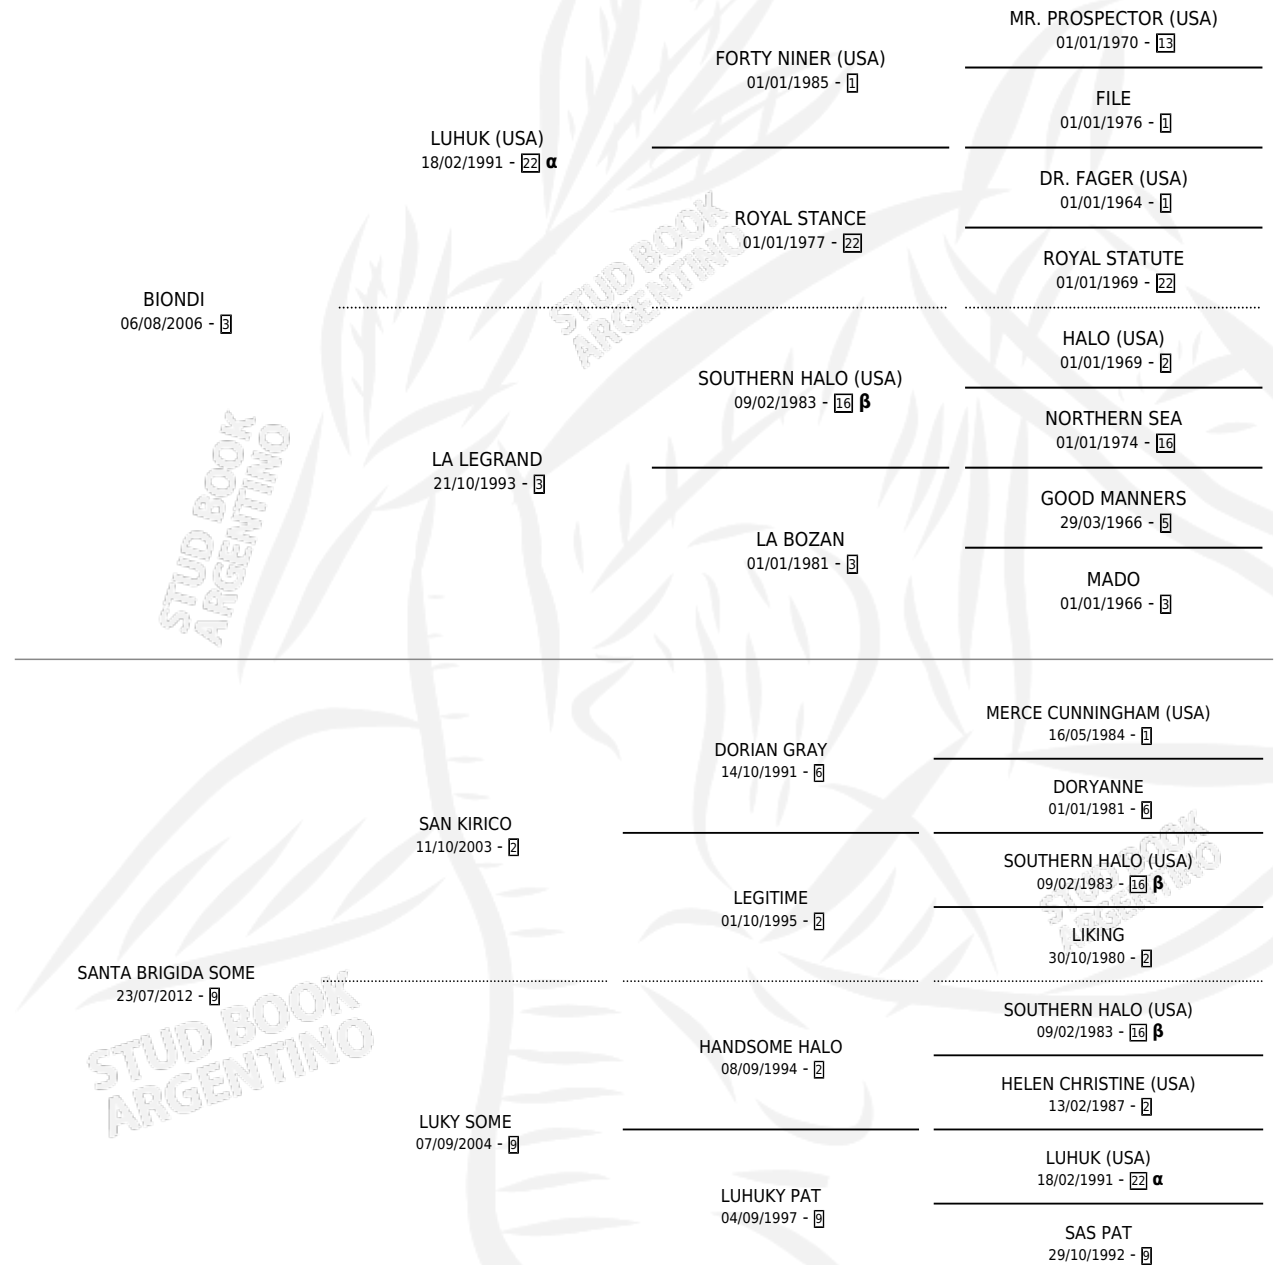 MR. PROSPECTOR (USA)
01/01/1970 - 13
FORTY NINER (USA)
01/01/1985 - 1
FILE
01/01/1976 - 1
LUHUK (USA)
18/02/1991 - 22 α
DR. FAGER (USA)
01/01/1964 - 1
ROYAL STANCE
01/01/1977 - 22
ROYAL STATUTE
01/01/1969 - 22
BIONDI
06/08/2006 - 3
HALO (USA)
01/01/1969 - 2
SOUTHERN HALO (USA)
09/02/1983 - 16 β
NORTHERN SEA
01/01/1974 - 16
LA LEGRAND
21/10/1993 - 3
GOOD MANNERS
29/03/1966 - 5
LA BOZAN
01/01/1981 - 3
MADO
01/01/1966 - 3
MERCE CUNNINGHAM (USA)
16/05/1984 - 1
DORIAN GRAY
14/10/1991 - 6
DORYANNE
01/01/1981 - 6
SAN KIRICO
11/10/2003 - 2
SOUTHERN HALO (USA)
09/02/1983 - 16 β
LEGITIME
01/10/1995 - 2
LIKING
30/10/1980 - 2
SANTA BRIGIDA SOME
23/07/2012 - 9
SOUTHERN HALO (USA)
09/02/1983 - 16 β
HANDSOME HALO
08/09/1994 - 2
HELEN CHRISTINE (USA)
13/02/1987 - 2
LUKY SOME
07/09/2004 - 9
LUHUK (USA)
18/02/1991 - 22 α
LUHUKY PAT
04/09/1997 - 9
SAS PAT
29/10/1992 - 9
STUD BOOK
ARGENTINO
STUD BOOK
ARGENTINO
STUD BOOK
ARGENTINO
STUD BOOK
ARGENTINO